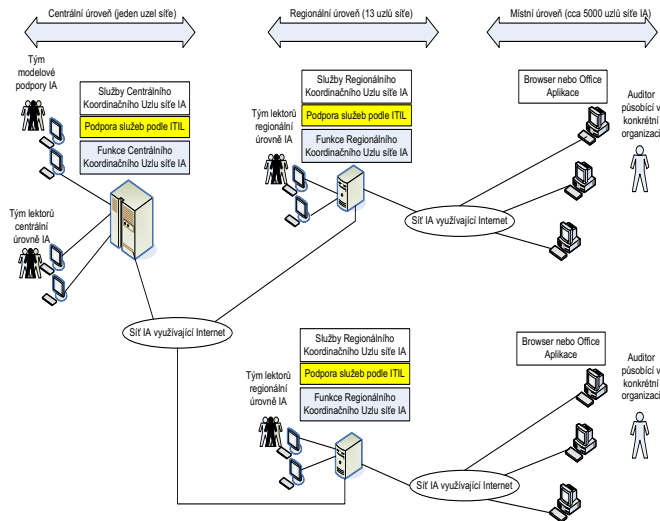 Centrální úroveň (jeden uzel sítě)
Regionální úroveň (13 uzlů sítě)
Místní úroveň (cca 5000 uzlů sítě IA)
Tým
modelové
podpory IA
Služby Centrálního
Koordinačního Uzlu sítě IA
Podpora služeb podle ITIL
Funkce Centrálního
Koordinačního Uzlu sítě IA
Tým lektorů
centrální
úrovně IA
Služby Regionálního
Koordinačního Uzlu sítě IA
Podpora služeb podle ITIL
Funkce Regionálního
Koordinačního Uzlu sítě IA
Tým lektorů
regionální
úrovně IA
Browser nebo Office
Aplikace
Auditor
působící v
konkrétní
organizaci
Síť IA využívající Internet
Síť IA využívající Internet
Služby Regionálního
Koordinačního Uzlu sítě IA
Podpora služeb podle ITIL
Funkce Regionálního
Koordinačního Uzlu sítě IA
Tým lektorů
regionální
úrovně IA
Browser nebo Office
Aplikace
Auditor
působící v
konkrétní
organizaci
Síť IA využívající Internet